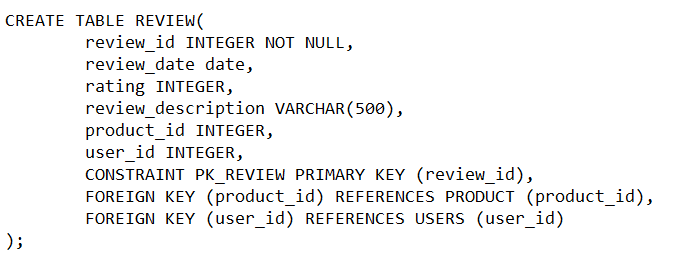 CREATE TABLE REVIEW(
review_id INTEGER NOT NULL,
review_date date,
rating INTEGER,
review_description VARCHAR(500),
product_id INTEGER,
user_id INTEGER,
CONSTRAINT PK_REVIEW PRIMARY KEY (review_id),
FOREIGN KEY (product_id) REFERENCES PRODUCT (product_id),
FOREIGN KEY (user_id) REFERENCES USERS (user_id)
);